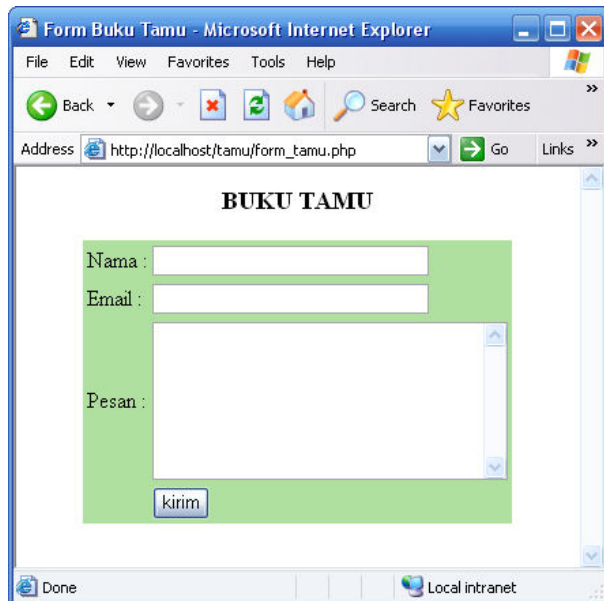 Form Buku Tamu - Microsoft Internet Explorer
File Edit View Favorites Tools Help
Back Search Favorites »
Address http://localhost/tamu/form_tamu.php Go Links »
BUKU TAMU
Nama :
Email :
Pesan :
kirim
Done Local intranet